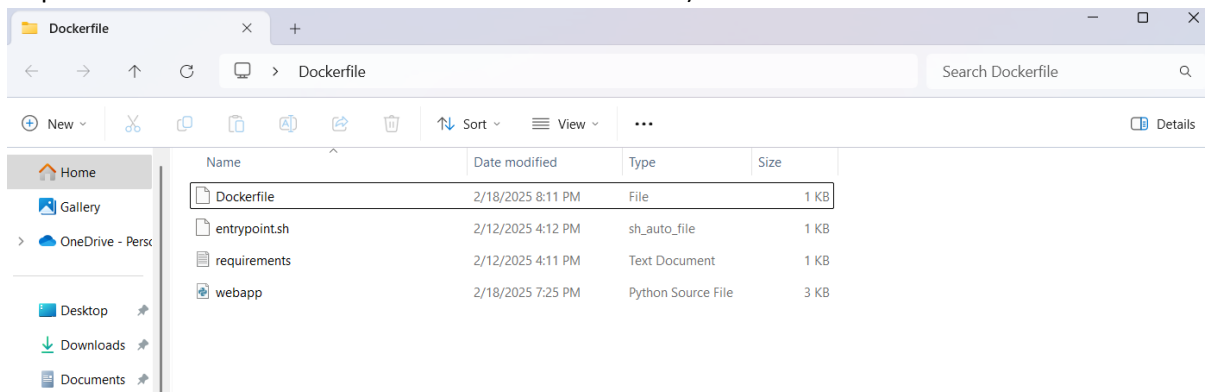 Dockerfile
Dockerfile
Search Dockerfile
New
Sort
View
Details
Home
Gallery
OneDrive - Perso
Desktop
Downloads
Documents
Name Date modified Type Size
Dockerfile 2/18/2025 8:11 PM File 1 KB
entrypoint.sh 2/12/2025 4:12 PM sh_auto_file 1 KB
requirements 2/12/2025 4:11 PM Text Document 1 KB
webapp 2/18/2025 7:25 PM Python Source File 3 KB